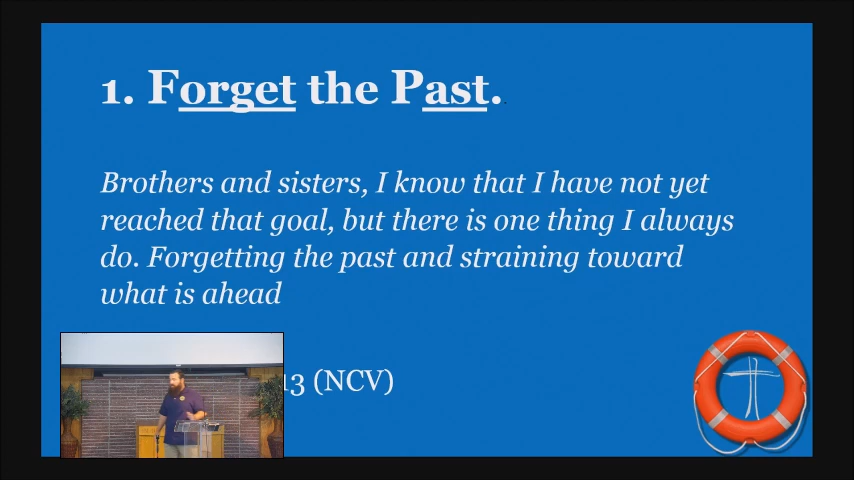 1. Forget the Past.
Brothers and sisters, I know that I have not yet
reached that goal, but there is one thing I always
do. Forgetting the past and straining toward
what is ahead
13 (NCV)